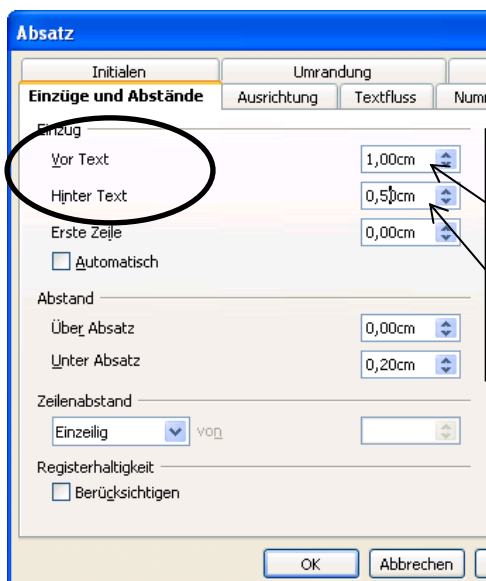 Absatz
Initialen Umrandung
Einzüge und Abstände Ausrichtung Textfluss
Einzug
Vor Text 1,00cm
Hinter Text 0,50cm
Erste Zeile 0,00cm
Automatisch
Abstand
Über Absatz 0,00cm
Unter Absatz 0,20cm
Zeilenabstand
Einzeilig von
Registerhaltigkeit
Berücksichtigen
OK Abbrechen